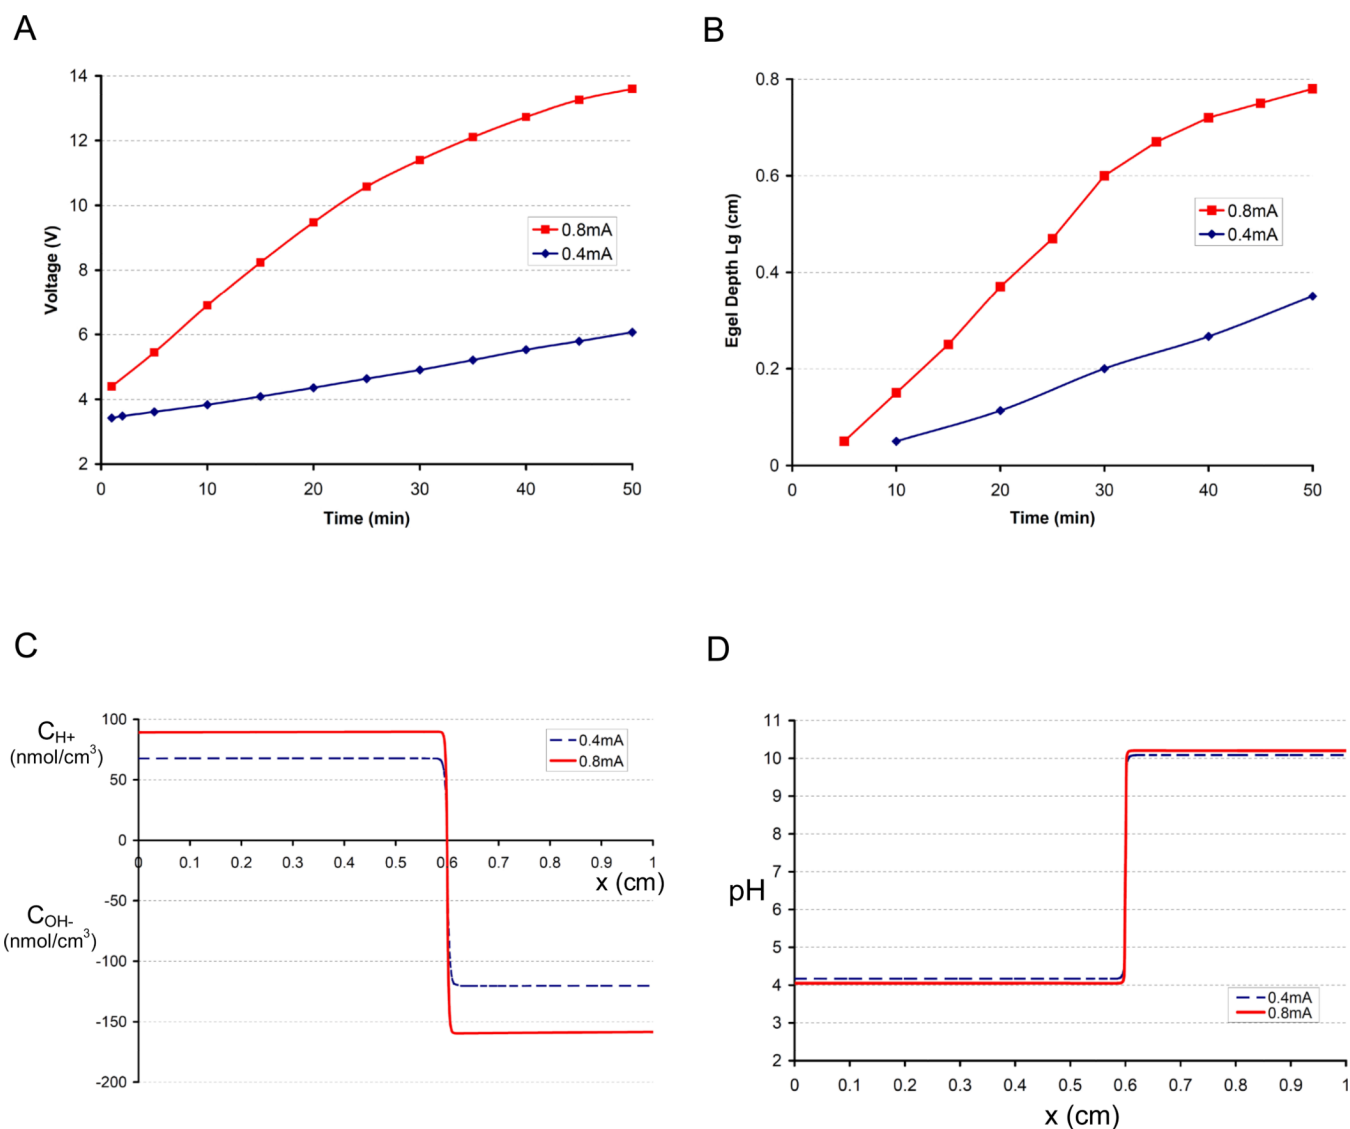 A
14
12
10
8
6
4
2
Voltage (V)
0.8mA
0.4mA
0 10 20 30 40 50
Time (min)
B
0.8
0.6
0.4
0.2
0
Egel Depth Lg (cm)
0.8mA
0.4mA
0 10 20 30 40 50
Time (min)
C
CH+
(nmol/cm³)
COH-
(nmol/cm³)
100
50
0
-50
-100
-150
-200
0.4mA
0.8mA
0 0.1 0.2 0.3 0.4 0.5 0.6 0.7 0.8 0.9 1
x (cm)
D
pH
11
10
9
8
7
6
5
4
3
2
0.4mA
0.8mA
0 0.1 0.2 0.3 0.4 0.5 0.6 0.7 0.8 0.9 1
x (cm)